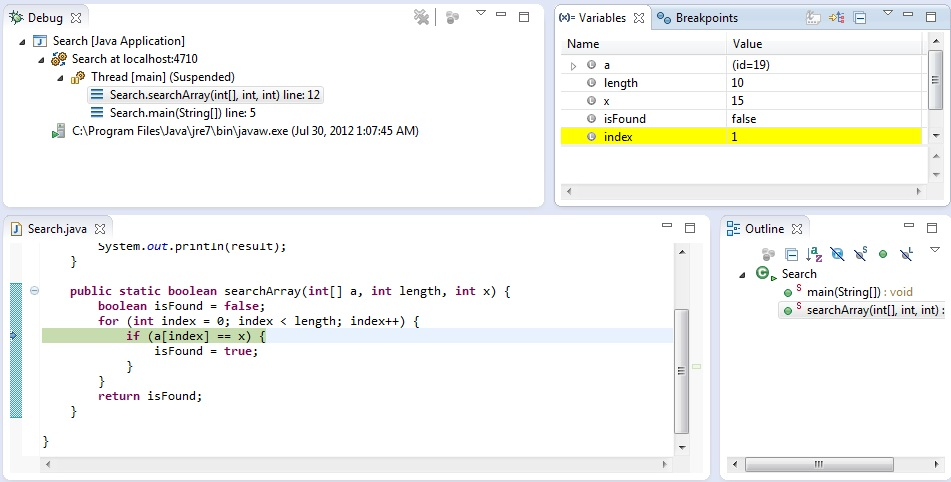 Debug
Search [Java Application]
Search at localhost:4710
Thread [main] (Suspended)
Search.searchArray(int[], int, int) line: 12
Search.main(String[]) line: 5
C:\Program Files\Java\jre7\bin\javaw.exe (Jul 30, 2012 1:07:45 AM)
(x)= Variables Breakpoints
Name Value
a (id=19)
length 10
x 15
isFound false
index 1
Search.java
System.out.println(result);
}
public static boolean searchArray(int[] a, int length, int x) {
boolean isFound = false;
for (int index = 0; index < length; index++) {
if (a[index] == x) {
isFound = true;
}
}
return isFound;
}
}
Outline
Search
main(String[]) : void
searchArray(int[], int, int) :